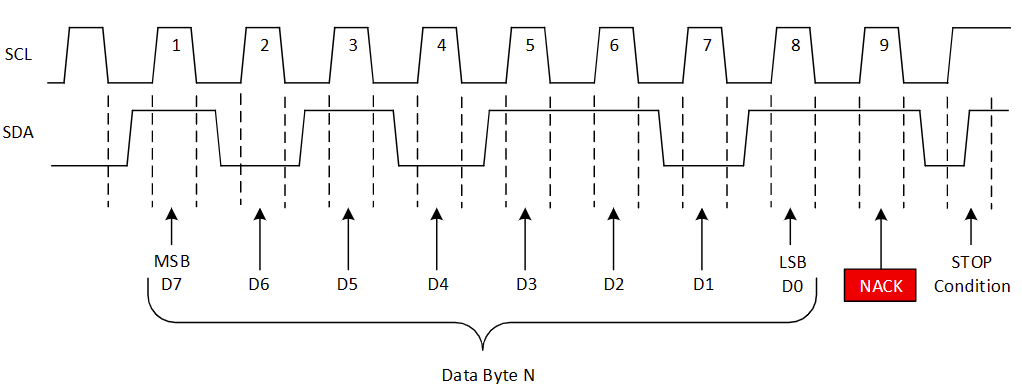 SCL
1 2 3 4 5 6 7 8 9
SDA
MSB
D7 D6 D5 D4 D3 D2 D1
LSB
D0
NACK
STOP
Condition
Data Byte N